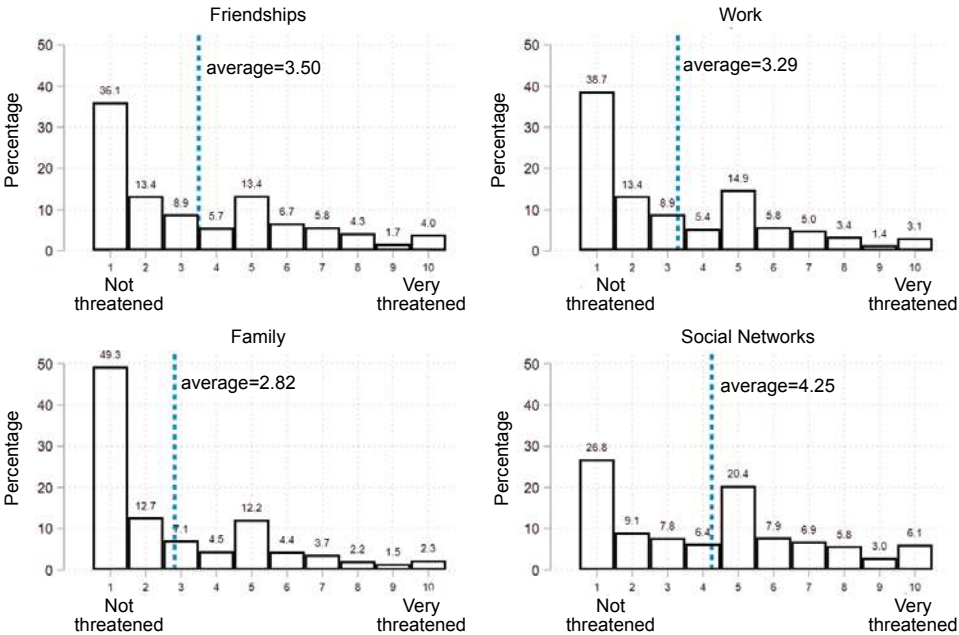 Friendships
Percentage
50
40
30
20
10
0
average=3.50
36.1
13.4
8.9
5.7
13.4
6.7
5.8
4.3
1.7
4.0
1 2 3 4 5 6 7 8 9 10
Not threatened
Very threatened
Work
Percentage
50
40
30
20
10
0
average=3.29
38.7
13.4
8.9
5.4
14.9
5.8
5.0
3.4
1.4
3.1
1 2 3 4 5 6 7 8 9 10
Not threatened
Very threatened
Family
Percentage
50
40
30
20
10
0
average=2.82
49.3
12.7
7.1
4.5
12.2
4.4
3.7
2.2
1.5
2.3
1 2 3 4 5 6 7 8 9 10
Not threatened
Very threatened
Social Networks
Percentage
50
40
30
20
10
0
average=4.25
26.8
9.1
7.8
6.4
20.4
7.9
6.9
5.8
3.0
6.1
1 2 3 4 5 6 7 8 9 10
Not threatened
Very threatened